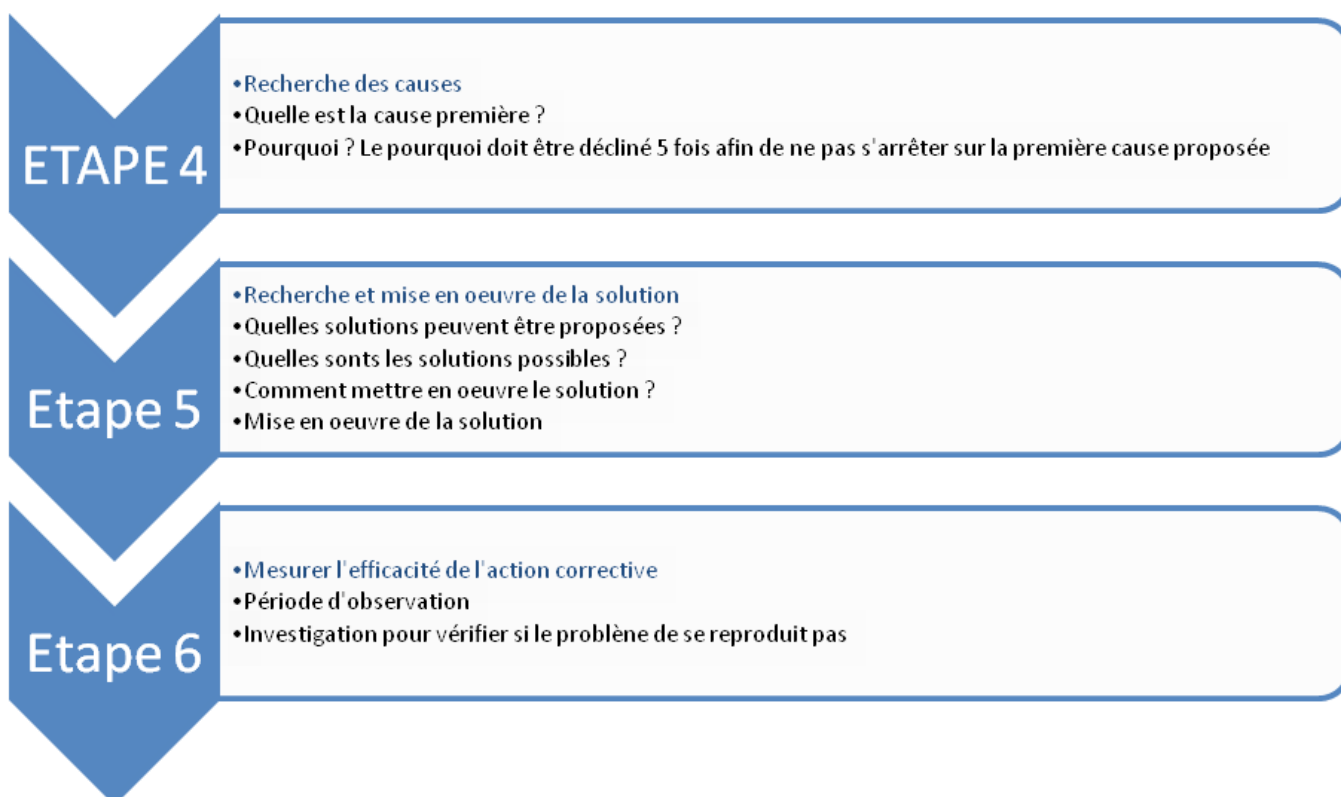 ETAPE 4
•Recherche des causes
•Quelle est la cause première ?
•Pourquoi ? Le pourquoi doit être décliné 5 fois afin de ne pas s'arrêter sur la première cause proposée
Etape 5
•Recherche et mise en oeuvre de la solution
•Quelles solutions peuvent être proposées ?
•Quelles sonts les solutions possibles ?
•Comment mettre en oeuvre le solution ?
•Mise en oeuvre de la solution
Etape 6
•Mesurer l'efficacité de l'action corrective
•Période d'observation
•Investigation pour vérifier si le problène de se reproduit pas